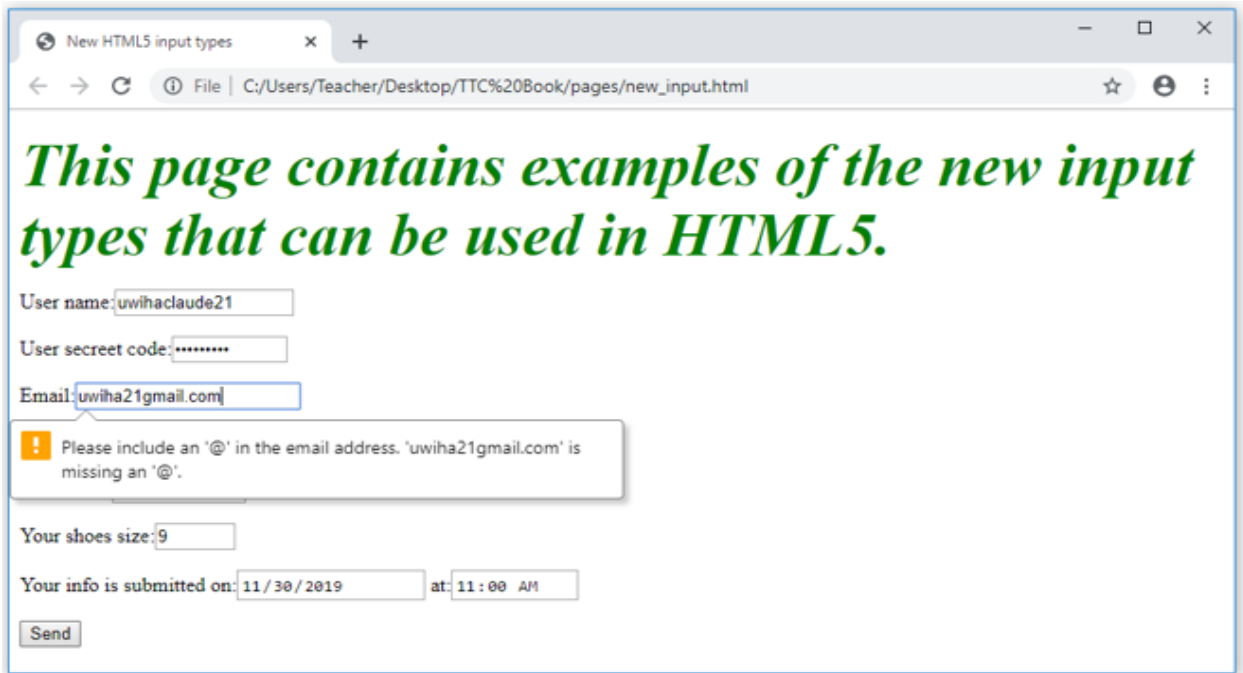 New HTML5 input types
File | C:/Users/Teacher/Desktop/TTC%20Book/pages/new_input.html
This page contains examples of the new input
types that can be used in HTML5.
User name: uwihaclaude21
User secreet code: •••••••••
Email: uwiha21gmail.com
Please include an '@' in the email address. 'uwiha21gmail.com' is
missing an '@'.
Your shoes size: 9
Your info is submitted on: 11/30/2019 at: 11:00 AM
Send